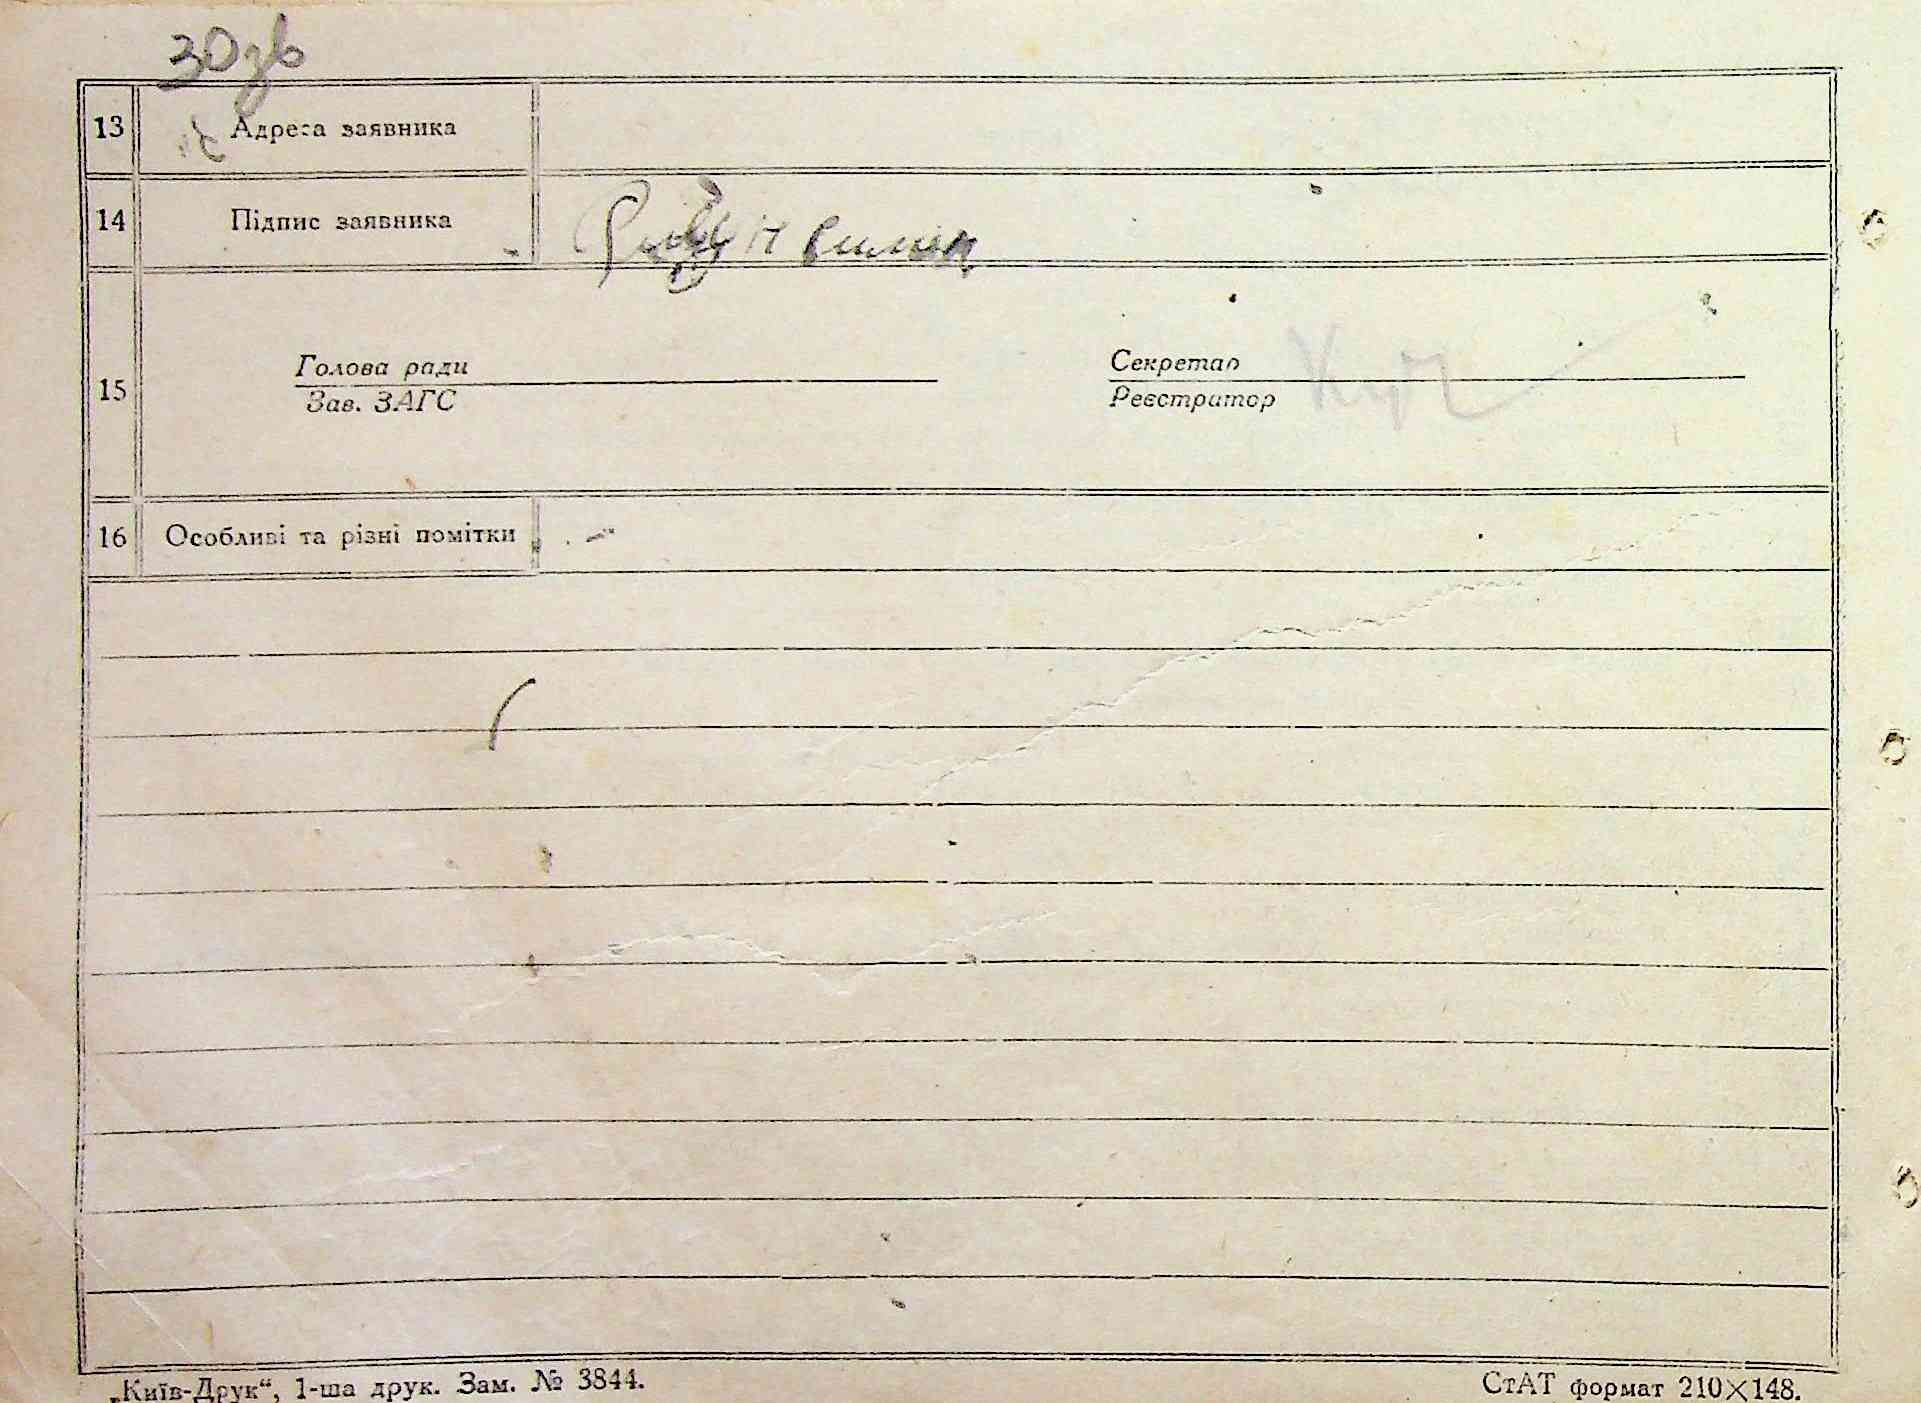 30зв
13 Адреса заявника
14 Підпис заявника
15 Голова ради Секретар
Зав. ЗАГС Реєстратор
16 Особливі та різні помітки
„Київ-Друк“, 1-ша друк. Зам. № 3844. СтАТ формат 210×148.